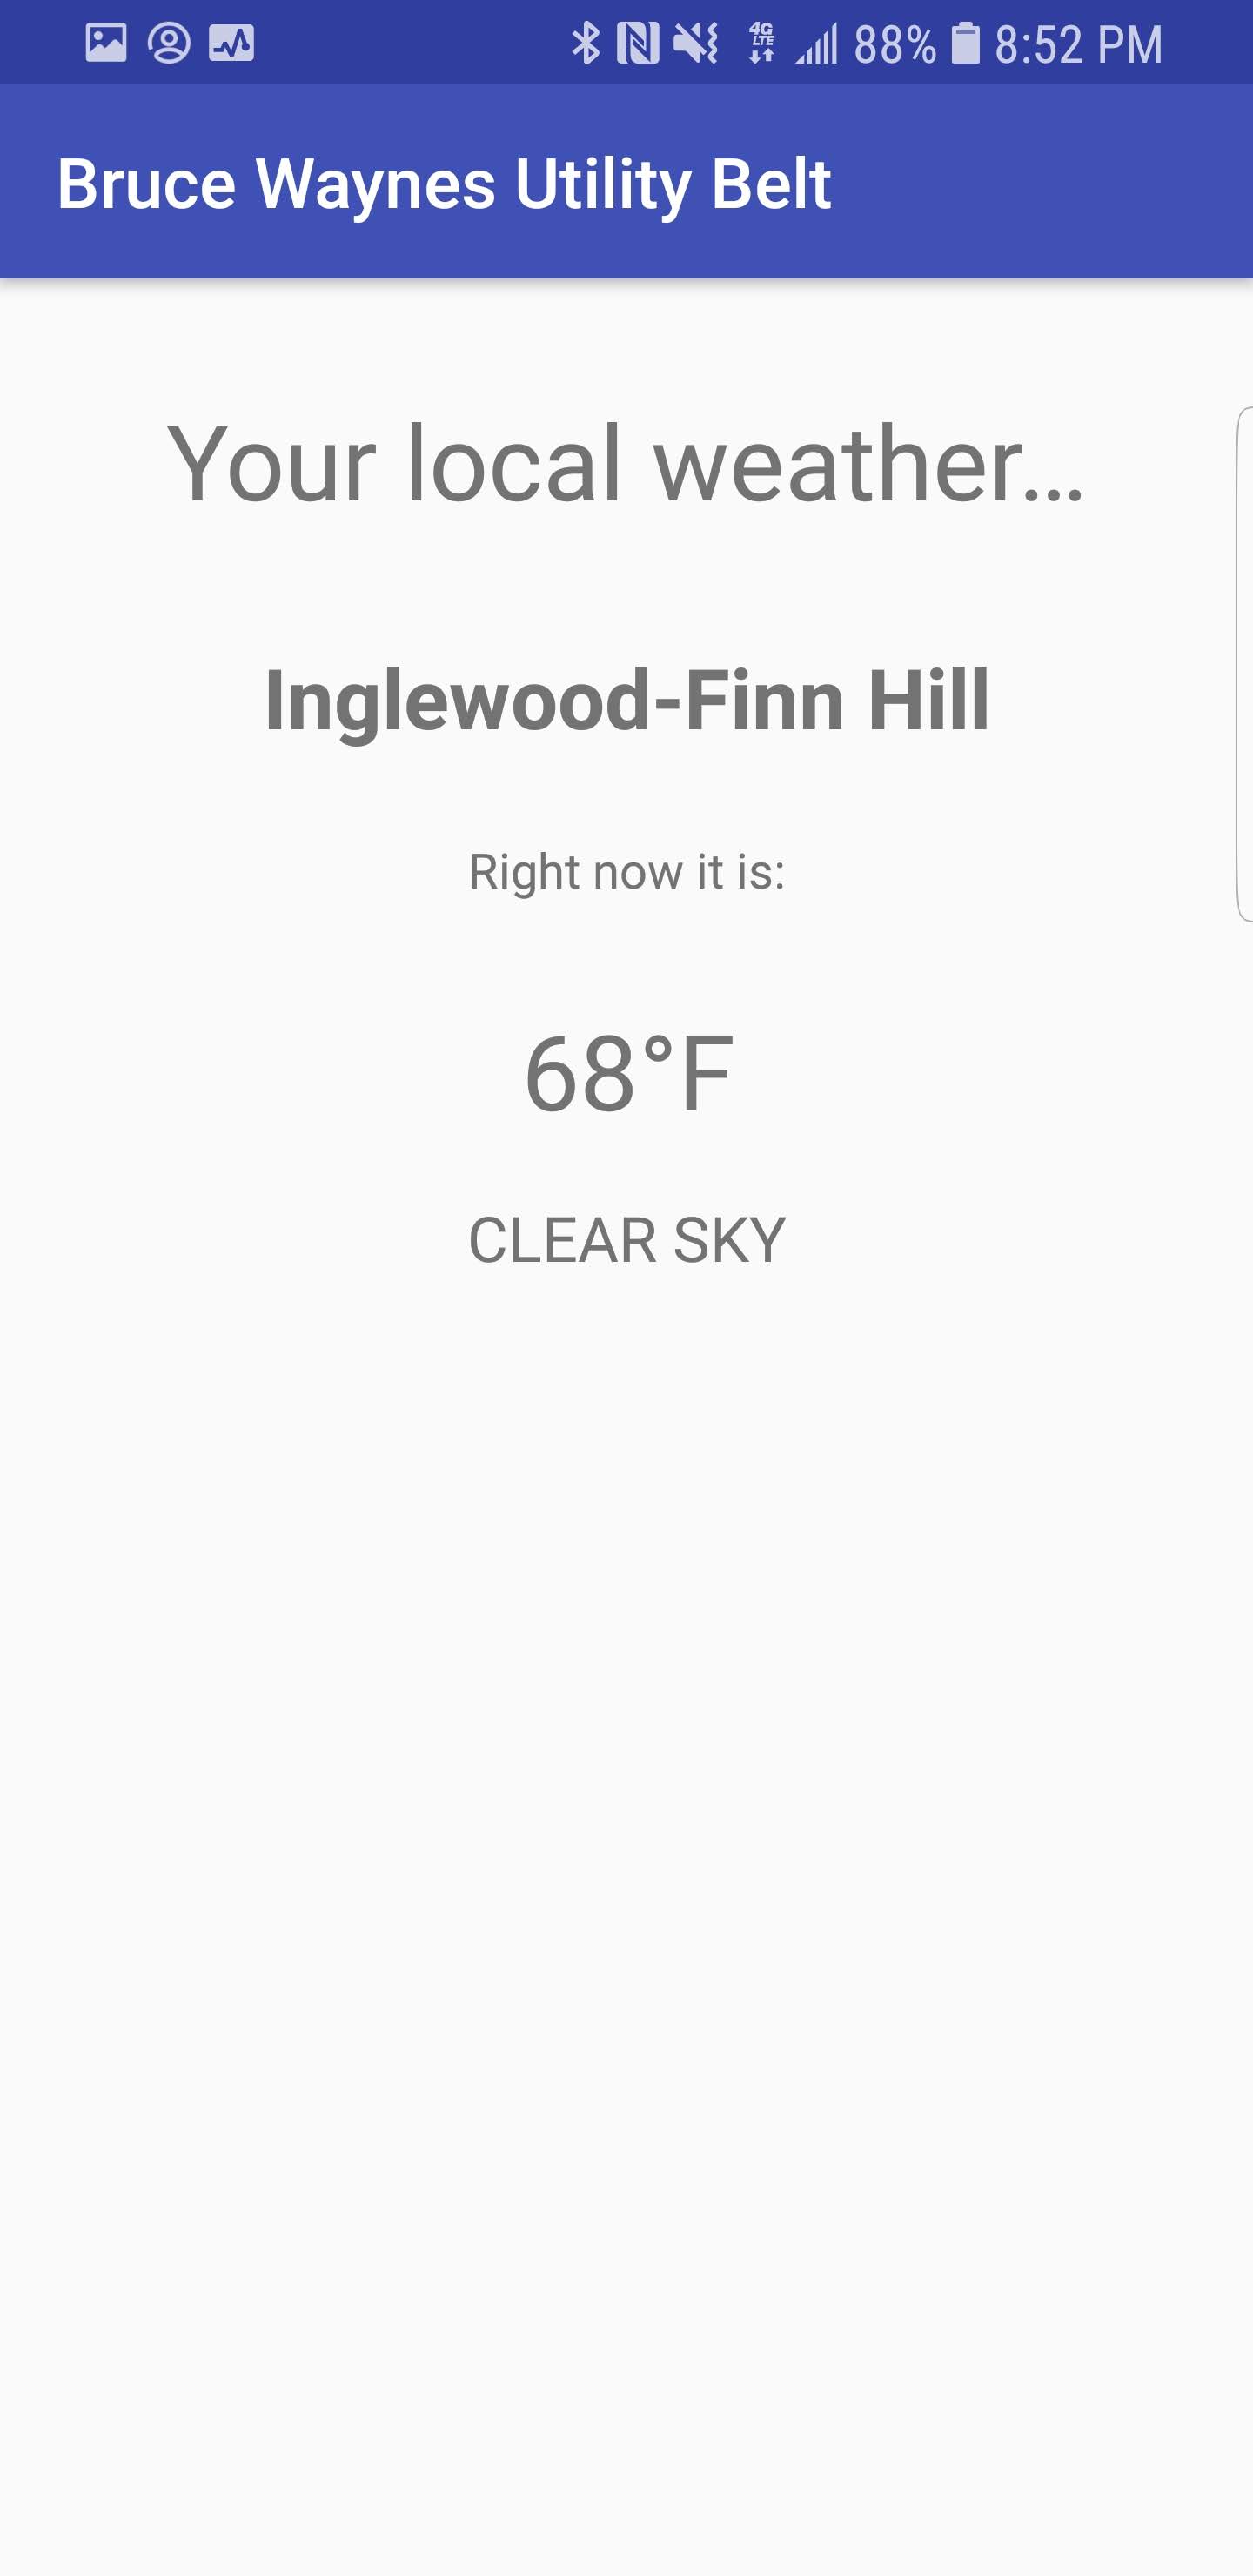 4G
LTE
88%
8:52 PM
Bruce Waynes Utility Belt
Your local weather...
Inglewood-Finn Hill
Right now it is:
68°F
CLEAR SKY